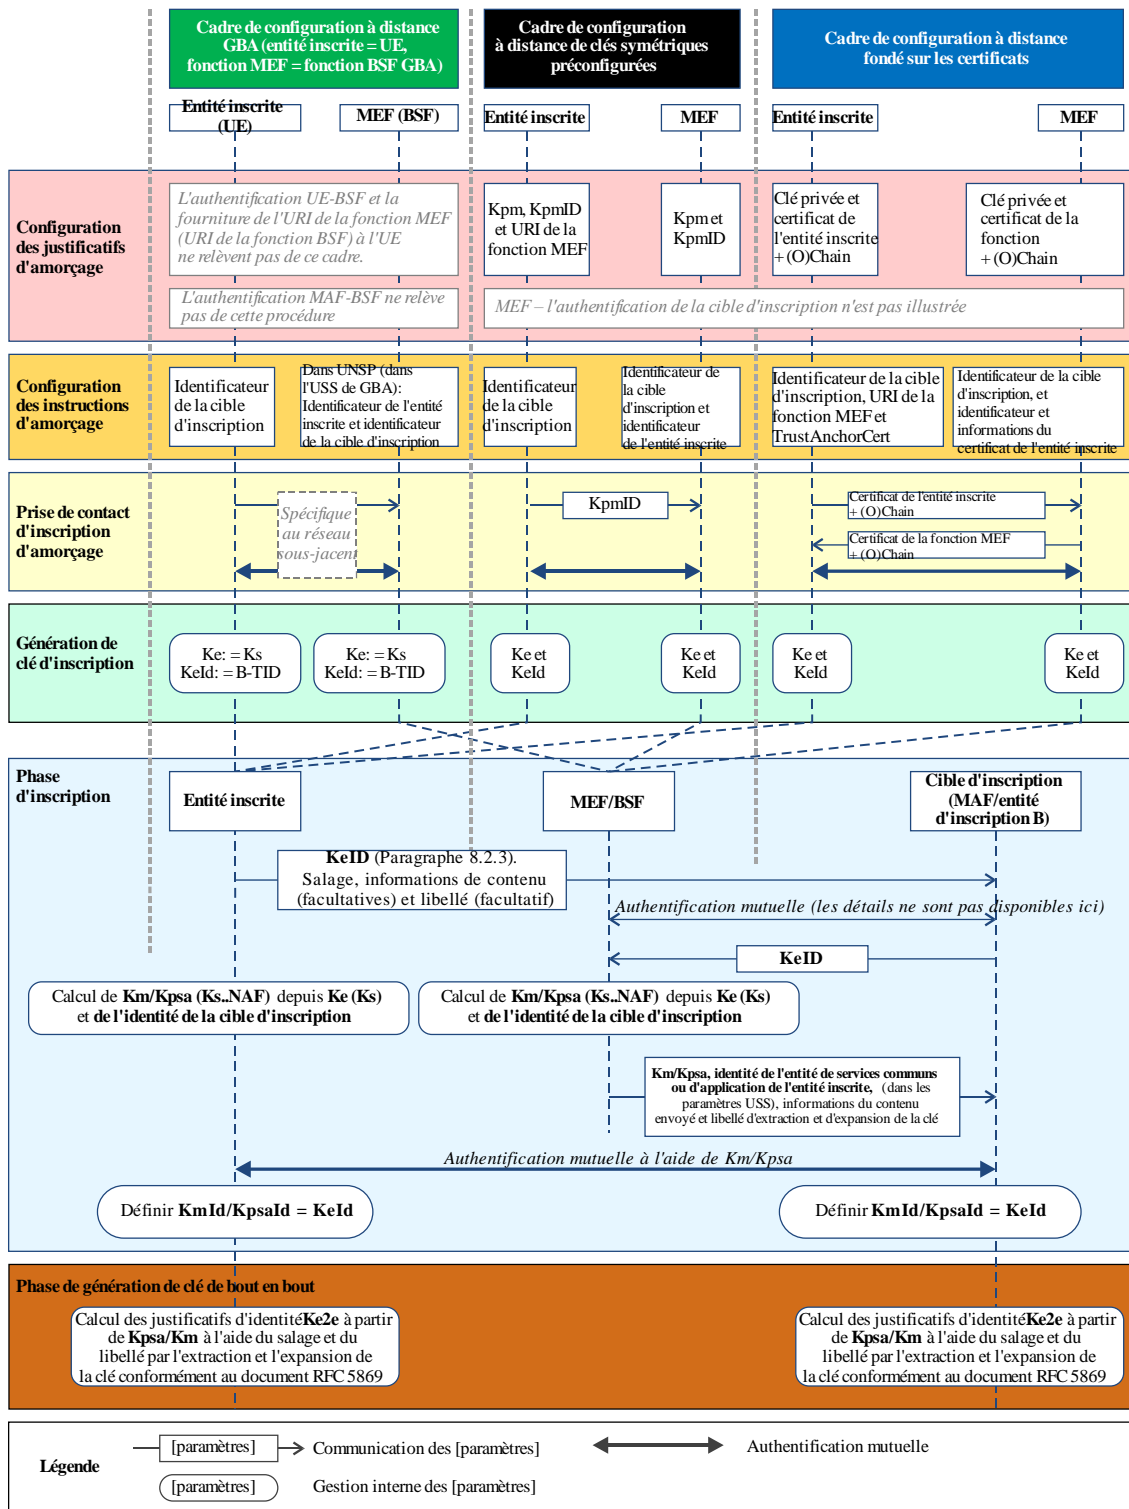 Cadre de configuration à distance
GBA (entité inscrite = UE,
fonction MEF = fonction BSF GBA)
Cadre de configuration
à distance de clés symétriques
préconfigurées
Cadre de configuration à distance
fondé sur les certificats
Entité inscrite
(UE)
MEF (BSF)
Entité inscrite
MEF
Entité inscrite
MEF
Configuration
des justificatifs
d'amorçage
L'authentification UE-BSF et la
fourniture de l'URI de la fonction MEF
(URI de la fonction BSF) à l'UE
ne relèvent pas de ce cadre.
Kpm, KpmID
et URI de la
fonction MEF
Kpm et
KpmID
Clé privée et
certificat de
l'entité inscrite
+ (O)Chain
Clé privée et
certificat de la
fonction
+ (O)Chain
L'authentification MAF-BSF ne relève
pas de cette procédure
MEF – l'authentification de la cible d'inscription n'est pas illustrée
Configuration
des instructions
d'amorçage
Identificateur
de la cible
d'inscription
Dans UNSP (dans
l'USS de GBA):
Identificateur de l'entité
inscrite et identificateur
de la cible d'inscription
Identificateur
de la cible
d'inscription
Identificateur de
la cible
d'inscription et
identificateur
de l'entité inscrite
Identificateur de la cible
d'inscription, URI de la
fonction MEF et
TrustAnchorCert
Identificateur de la cible
d'inscription, et
identificateur et
informations du
certificat de l'entité inscrite
Prise de contact
d'inscription
d'amorçage
Spécifique
au réseau
sous-jacent
KpmID
Certificat de l'entité inscrite
+ (O)Chain
Certificat de la fonction MEF
+ (O)Chain
Génération de
clé d'inscription
Ke: = Ks
KeId: = B-TID
Ke: = Ks
KeId: = B-TID
Ke et
KeId
Ke et
KeId
Ke et
KeId
Ke et
KeId
Phase
d'inscription
Entité inscrite
MEF/BSF
Cible d'inscription
(MAF/entité
d'inscription B)
KeID (Paragraphe 8.2.3).
Salage, informations de contenu
(facultatives) et libellé (facultatif)
Authentification mutuelle (les détails ne sont pas disponibles ici)
KeID
Calcul de Km/Kpsa (Ks..NAF) depuis Ke (Ks)
et de l'identité de la cible d'inscription
Calcul de Km/Kpsa (Ks..NAF) depuis Ke (Ks)
et de l'identité de la cible d'inscription
Km/Kpsa, identité de l'entité de services communs
ou d'application de l'entité inscrite, (dans les
paramètres USS), informations du contenu
envoyé et libellé d'extraction et d'expansion de la clé
Authentification mutuelle à l'aide de Km/Kpsa
Définir KmId/KpsaId = KeId
Définir KmId/KpsaId = KeId
Phase de génération de clé de bout en bout
Calcul des justificatifs d'identité Ke2e à partir
de Kpsa/Km à l'aide du salage et du
libellé par l'extraction et l'expansion de
la clé conformément au document RFC 5869
Calcul des justificatifs d'identité Ke2e à partir
de Kpsa/Km à l'aide du salage et du
libellé par l'extraction et l'expansion de
la clé conformément au document RFC 5869
Légende
[paramètres]
Communication des [paramètres]
Authentification mutuelle
[paramètres]
Gestion interne des [paramètres]